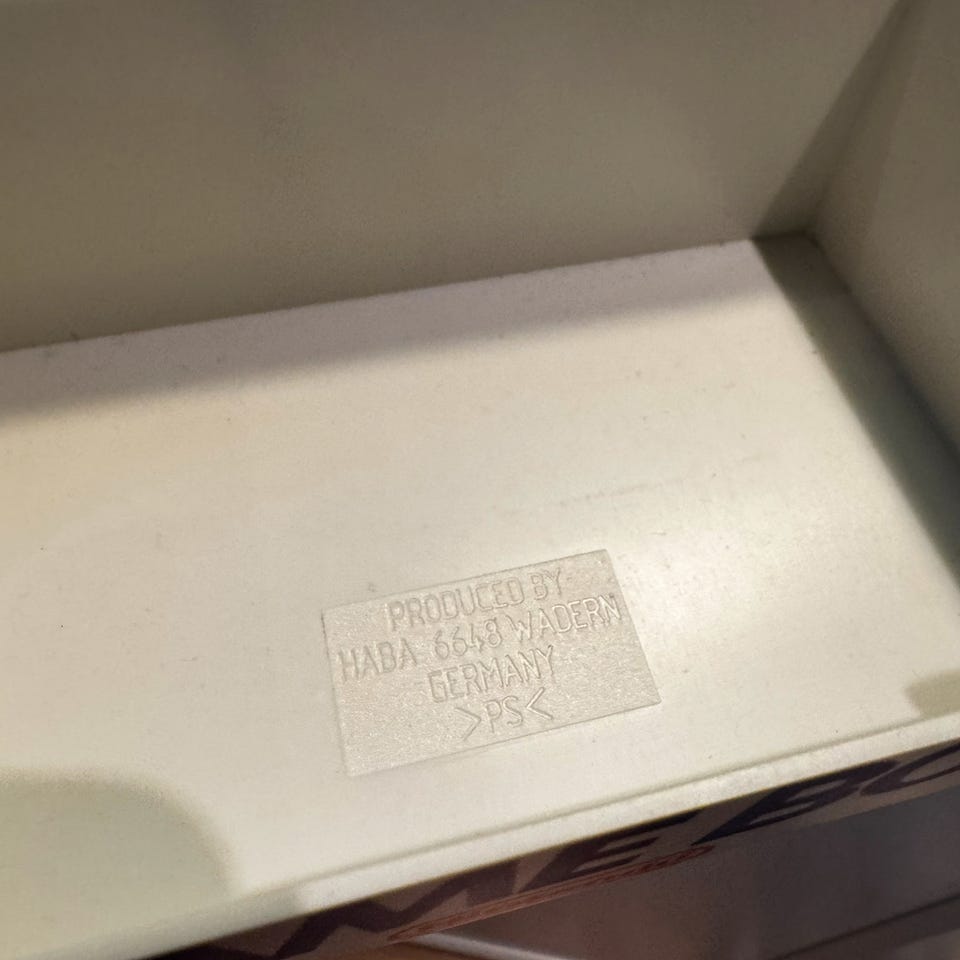 PRODUCED BY
HABA 6648 WADERN
GERMANY
>PS<